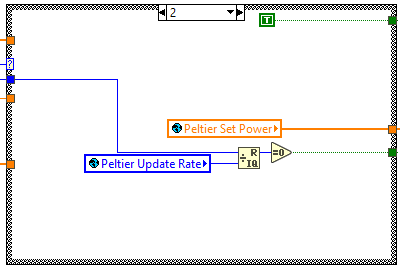 2
T
?
Peltier Set Power
Peltier Update Rate
R
IQ
=0